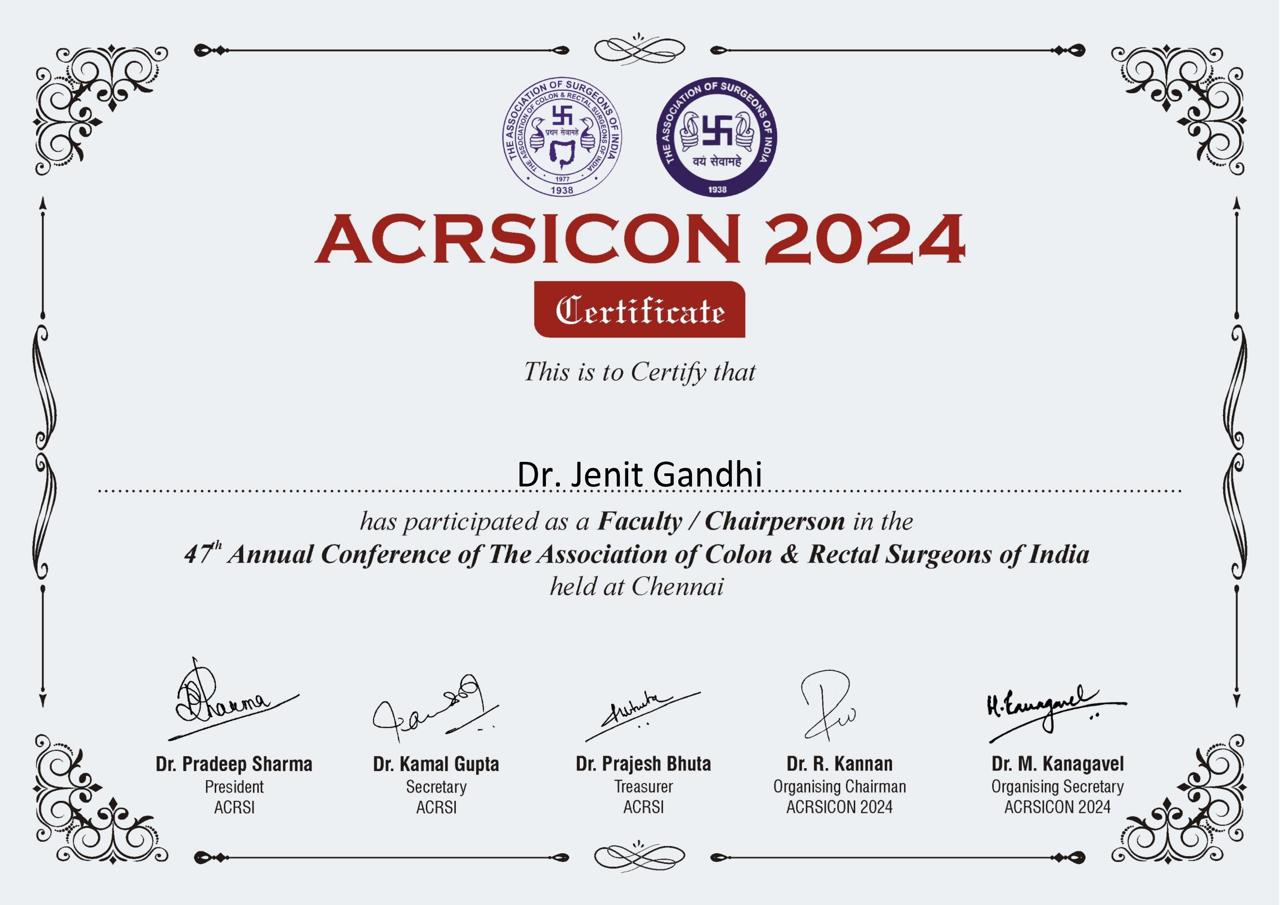 THE ASSOCIATION OF SURGEONS OF INDIA
THE ASSOCIATION OF COLON & RECTAL SURGEONS OF INDIA
सेवामहे
1977
1938
THE ASSOCIATION OF SURGEONS OF INDIA
वयं सेवामहे
1938
ACRSICON 2024
Certificate
This is to Certify that
Dr. Jenit Gandhi
has participated as a Faculty / Chairperson in the
47th Annual Conference of The Association of Colon & Rectal Surgeons of India
held at Chennai
Dr. Pradeep Sharma
President
ACRSI
Dr. Kamal Gupta
Secretary
ACRSI
Dr. Prajesh Bhuta
Treasurer
ACRSI
Dr. R. Kannan
Organising Chairman
ACRSICON 2024
M. Kanagavel
Dr. M. Kanagavel
Organising Secretary
ACRSICON 2024